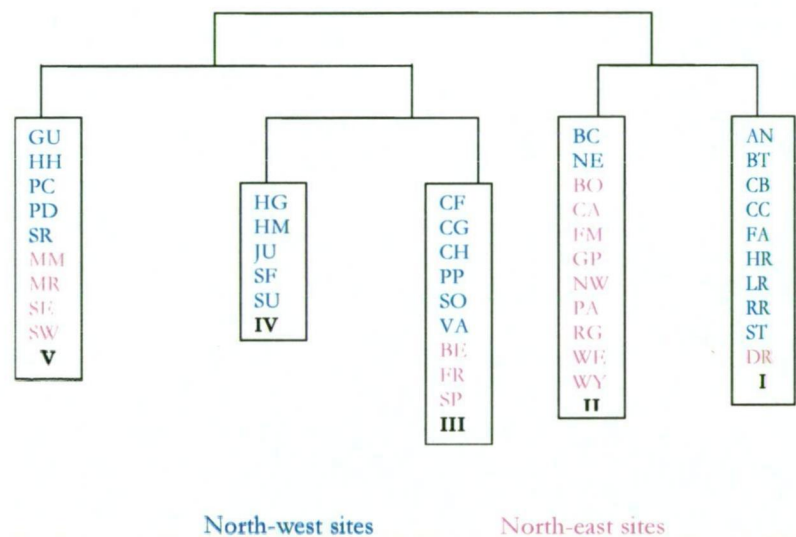 GU
HH
PC
PD
SR
MM
MR
SE
SW
V
HG
HM
JU
SF
SU
IV
CF
CG
CH
PP
SO
VA
BE
FR
SP
III
BC
NE
BO
CA
FM
GP
NW
PA
RG
WE
WY
II
AN
BT
CB
CC
FA
HR
LR
RR
ST
DR
I
North-west sites
North-east sites